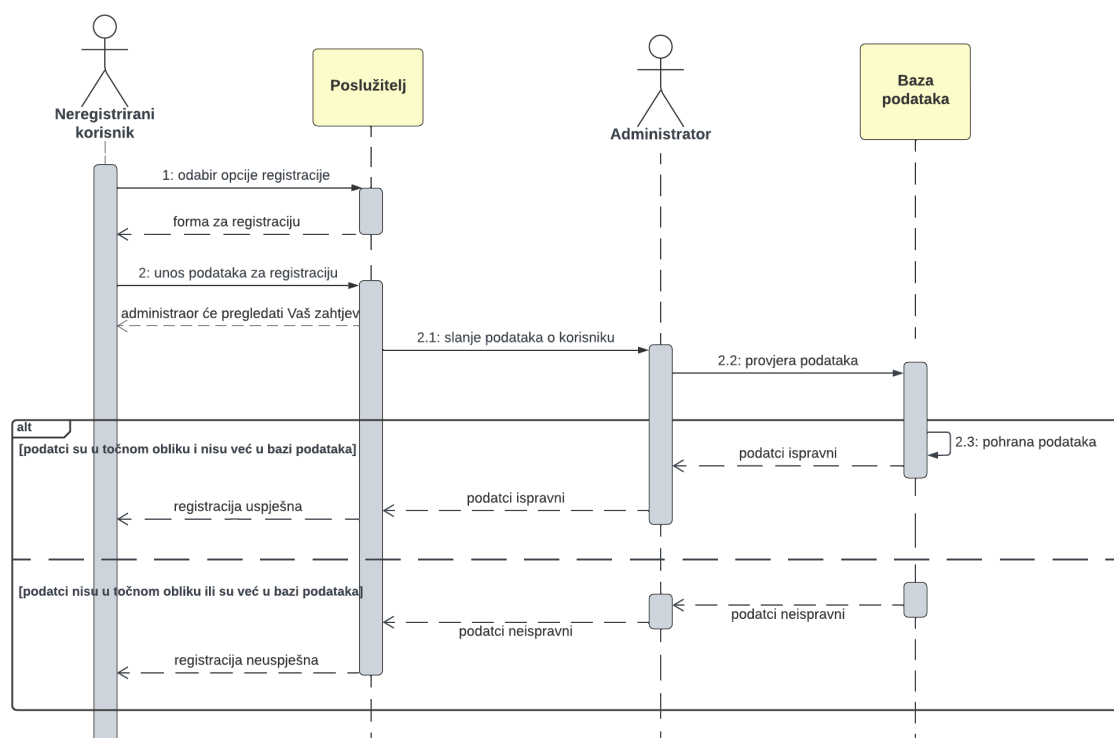 Neregistrirani
korisnik
Poslužitelj
Administrator
Baza
podataka
1: odabir opcije registracije
forma za registraciju
2: unos podataka za registraciju
administraor će pregledati Vaš zahtjev
2.1: slanje podataka o korisniku
2.2: provjera podataka
alt
[podatci su u točnom obliku i nisu već u bazi podataka]
2.3: pohrana podataka
podatci ispravni
podatci ispravni
registracija uspješna
[podatci nisu u točnom obliku ili su već u bazi podataka]
podatci neispravni
podatci neispravni
registracija neuspješna